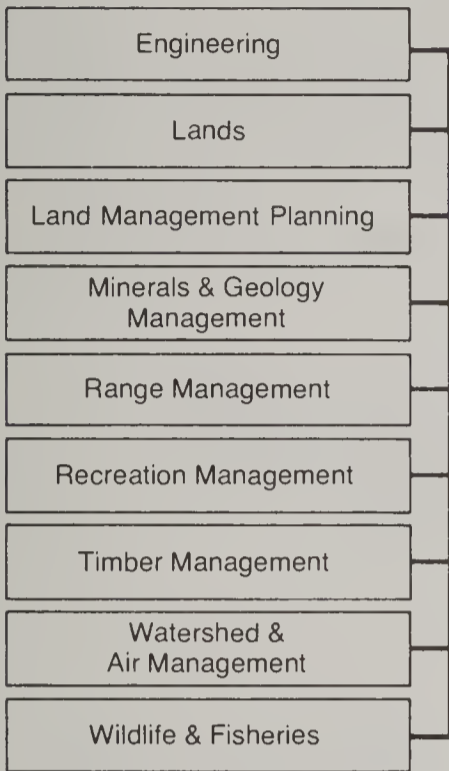 Engineering
Lands
Land Management Planning
Minerals & Geology
Management
Range Management
Recreation Management
Timber Management
Watershed &
Air Management
Wildlife & Fisheries